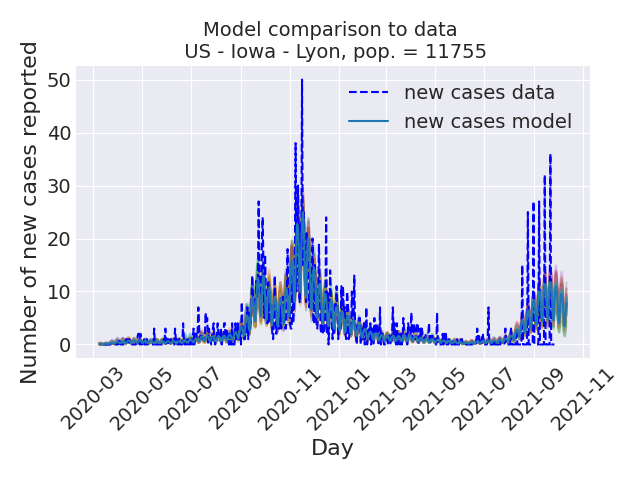 Model comparison to data
US - Iowa - Lyon, pop. = 11755
new cases data
new cases model
Number of new cases reported
50
40
30
20
10
0
2020-03
2020-05
2020-07
2020-09
2020-11
2021-01
2021-03
2021-05
2021-07
2021-09
2021-11
Day